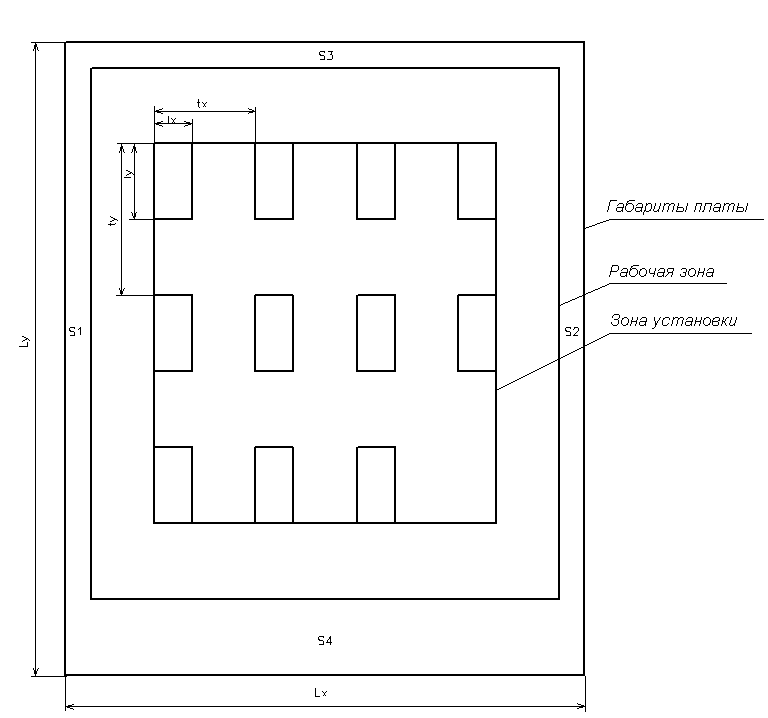 S3
tx
lx
ly
ty
Габариты платы
Рабочая зона
Зона установки
S1
S2
Ly
S4
Lx